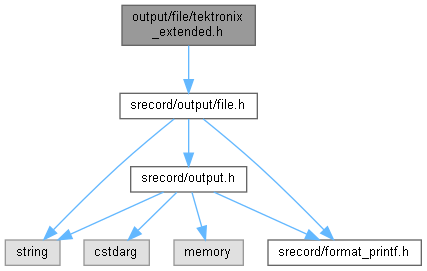 output/file/tektronix
_extended.h
srecord/output/file.h
srecord/output.h
string
cstdarg
memory
srecord/format_printf.h